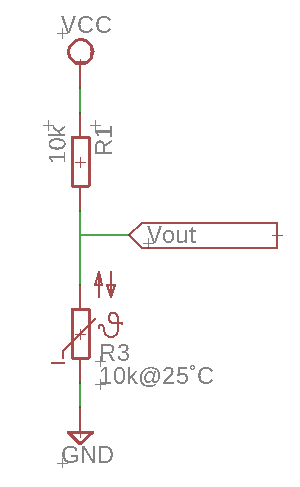 VCC
10k
R1
Vout
ϑ
R3
10k@25°C
GND